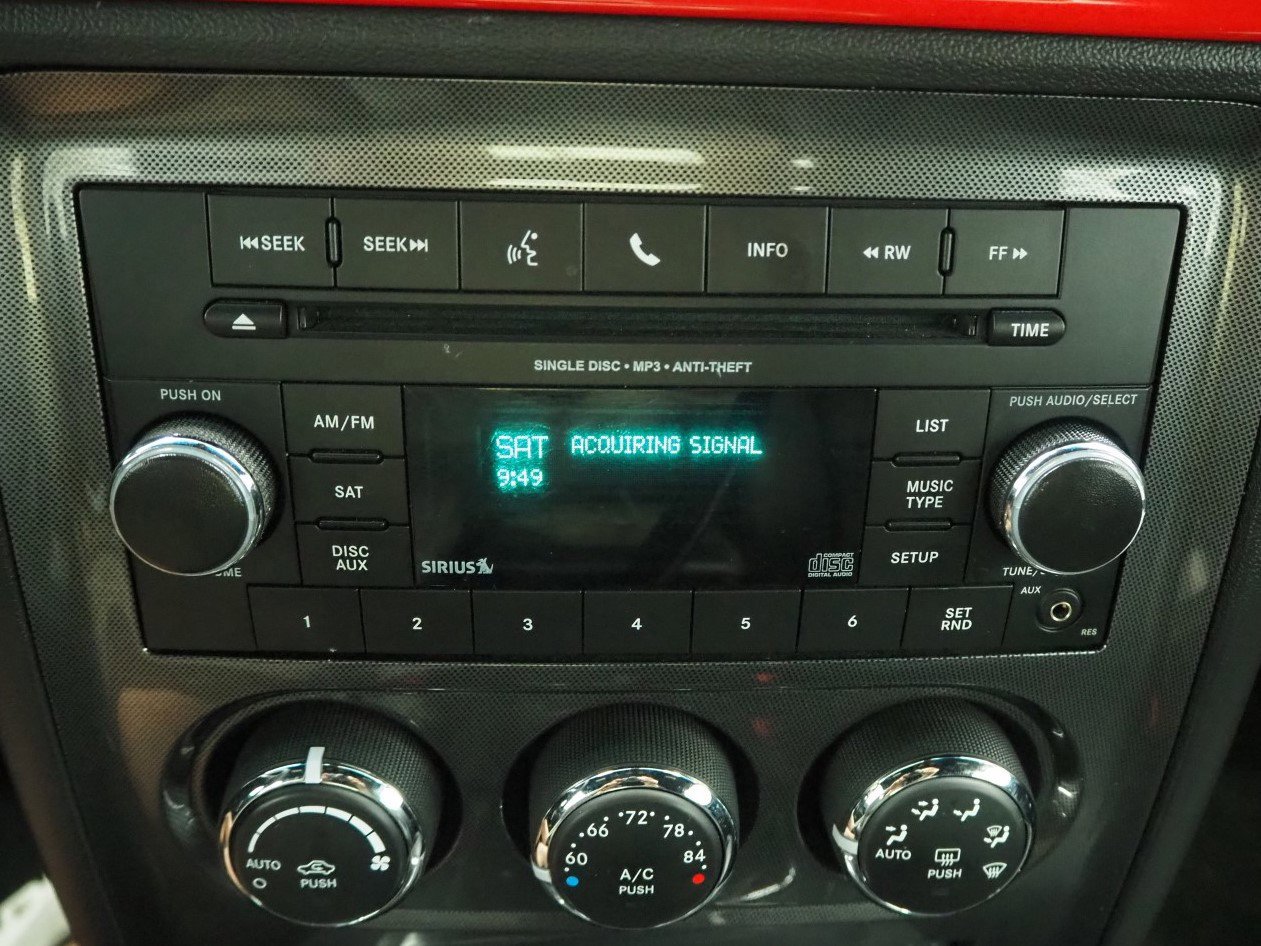 SEEK
SEEK
INFO
RW
FF
TIME
SINGLE DISC • MP3 • ANTI-THEFT
PUSH ON
PUSH AUDIO/SELECT
AM/FM
SAT
DISC
AUX
SAT ACQUIRING SIGNAL
9:49
SIRIUS
COMPACT
disc
DIGITAL AUDIO
LIST
MUSIC
TYPE
SETUP
TUNE/
AUX
RES
1
2
3
4
5
6
SET
RND
AUTO
PUSH
60
66
72
78
84
A/C
PUSH
AUTO
PUSH